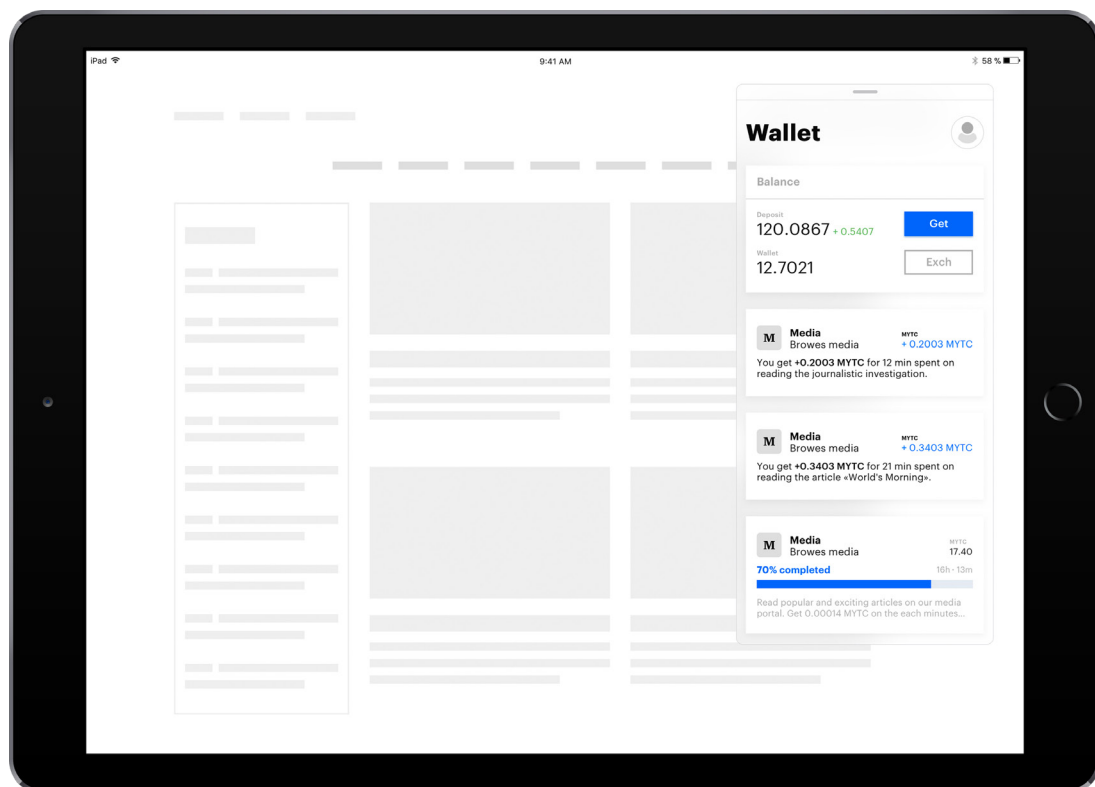 iPad 9:41 AM 58 %
Wallet
Balance
Deposit
120.0867 + 0.5407
Get
Wallet
12.7021
Exch
M
Media
Browes media
MYTC
+ 0.2003 MYTC
You get +0.2003 MYTC for 12 min spent on
reading the journalistic investigation.
M
Media
Browes media
MYTC
+ 0.3403 MYTC
You get +0.3403 MYTC for 21 min spent on
reading the article «World's Morning».
M
Media
Browes media
MYTC
17.40
70% completed
16h · 13m
Read popular and exciting articles on our media
portal. Get 0.00014 MYTC on the each minutes...